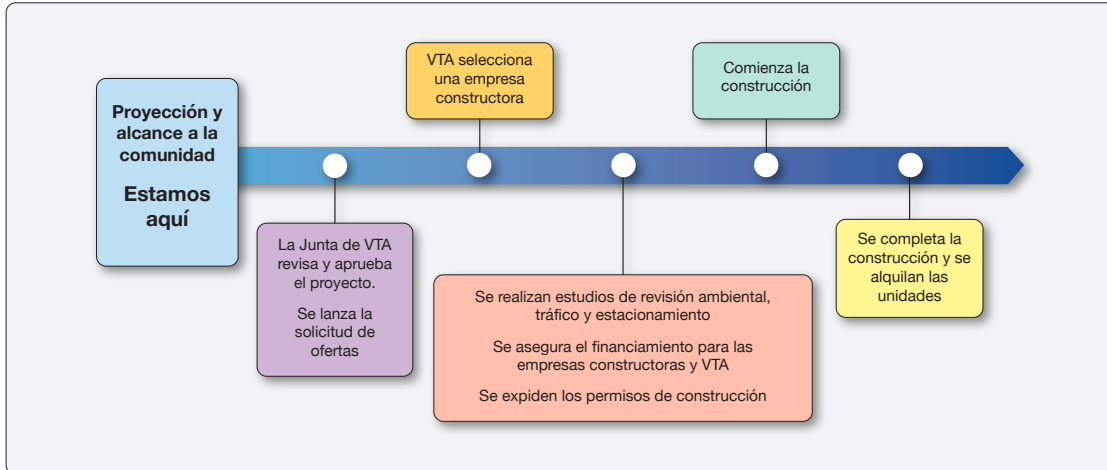 Proyección y
alcance a la
comunidad
Estamos
aquí
La Junta de VTA
revisa y aprueba
el proyecto.
Se lanza la
solicitud de
ofertas
VTA selecciona
una empresa
constructora
Se realizan estudios de revisión ambiental,
tráfico y estacionamiento
Se asegura el financiamiento para las
empresas constructoras y VTA
Se expiden los permisos de construcción
Comienza la
construcción
Se completa la
construcción y se
alquilan las
unidades